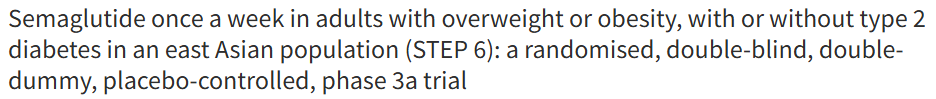 Semaglutide once a week in adults with overweight or obesity, with or without type 2
diabetes in an east Asian population (STEP 6): a randomised, double-blind, double-
dummy, placebo-controlled, phase 3a trial